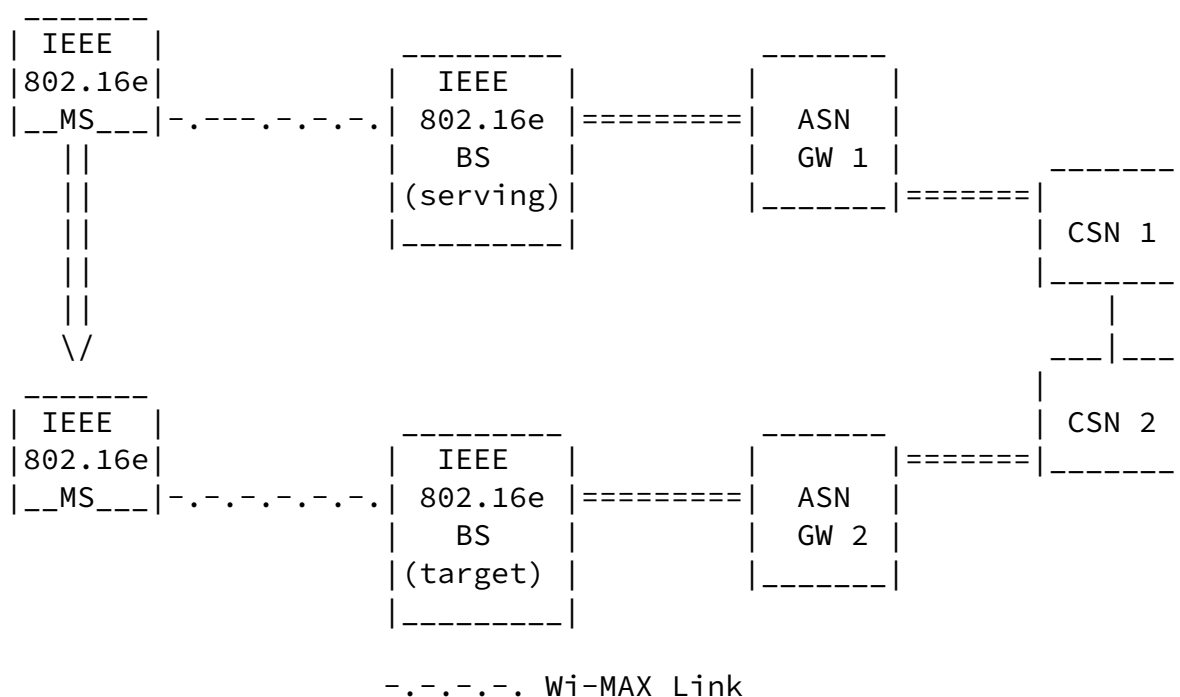 IEEE
802.16e
MS
IEEE
802.16e
BS
(serving)
ASN
GW 1
CSN 1
IEEE
802.16e
MS
IEEE
802.16e
BS
(target)
ASN
GW 2
CSN 2
-.-.-.-. Wi-MAX Link